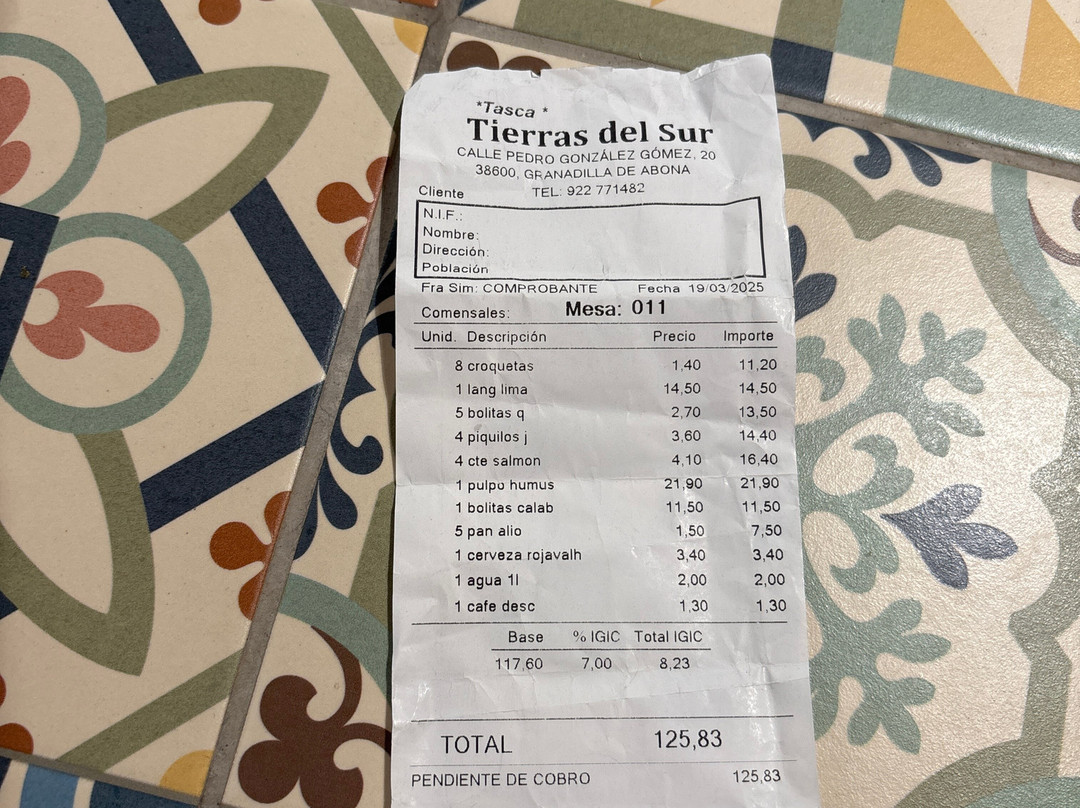 *Tasca *
Tierras del Sur
CALLE PEDRO GONZÁLEZ GÓMEZ, 20
38600, GRANADILLA DE ABONA
Cliente TEL: 922 771482
N.I.F.:
Nombre:
Dirección:
Población
Fra Sim: COMPROBANTE Fecha 19/03/2025
Comensales: Mesa: 011
Unid. Descripción Precio Importe
8 croquetas 1,40 11,20
1 lang lima 14,50 14,50
5 bolitas q 2,70 13,50
4 piquilos j 3,60 14,40
4 cte salmon 4,10 16,40
1 pulpo humus 21,90 21,90
1 bolitas calab 11,50 11,50
5 pan alio 1,50 7,50
1 cerveza rojavalh 3,40 3,40
1 agua 1l 2,00 2,00
1 cafe desc 1,30 1,30
Base % IGIC Total IGIC
117,60 7,00 8,23
TOTAL 125,83
PENDIENTE DE COBRO 125,83